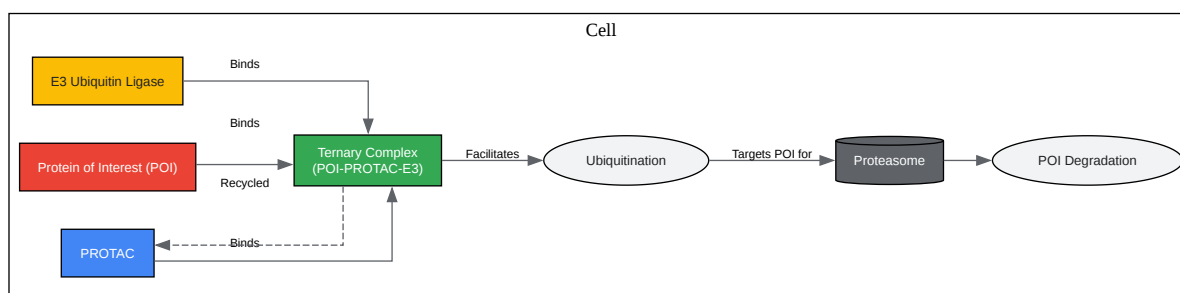 Cell
Binds
E3 Ubiquitin Ligase
Binds
Protein of Interest (POI)
Recycled
Ternary Complex
(POI-PROTAC-E3)
Facilitates
Ubiquitination
Targets POI for
Proteasome
POI Degradation
Binds
PROTAC